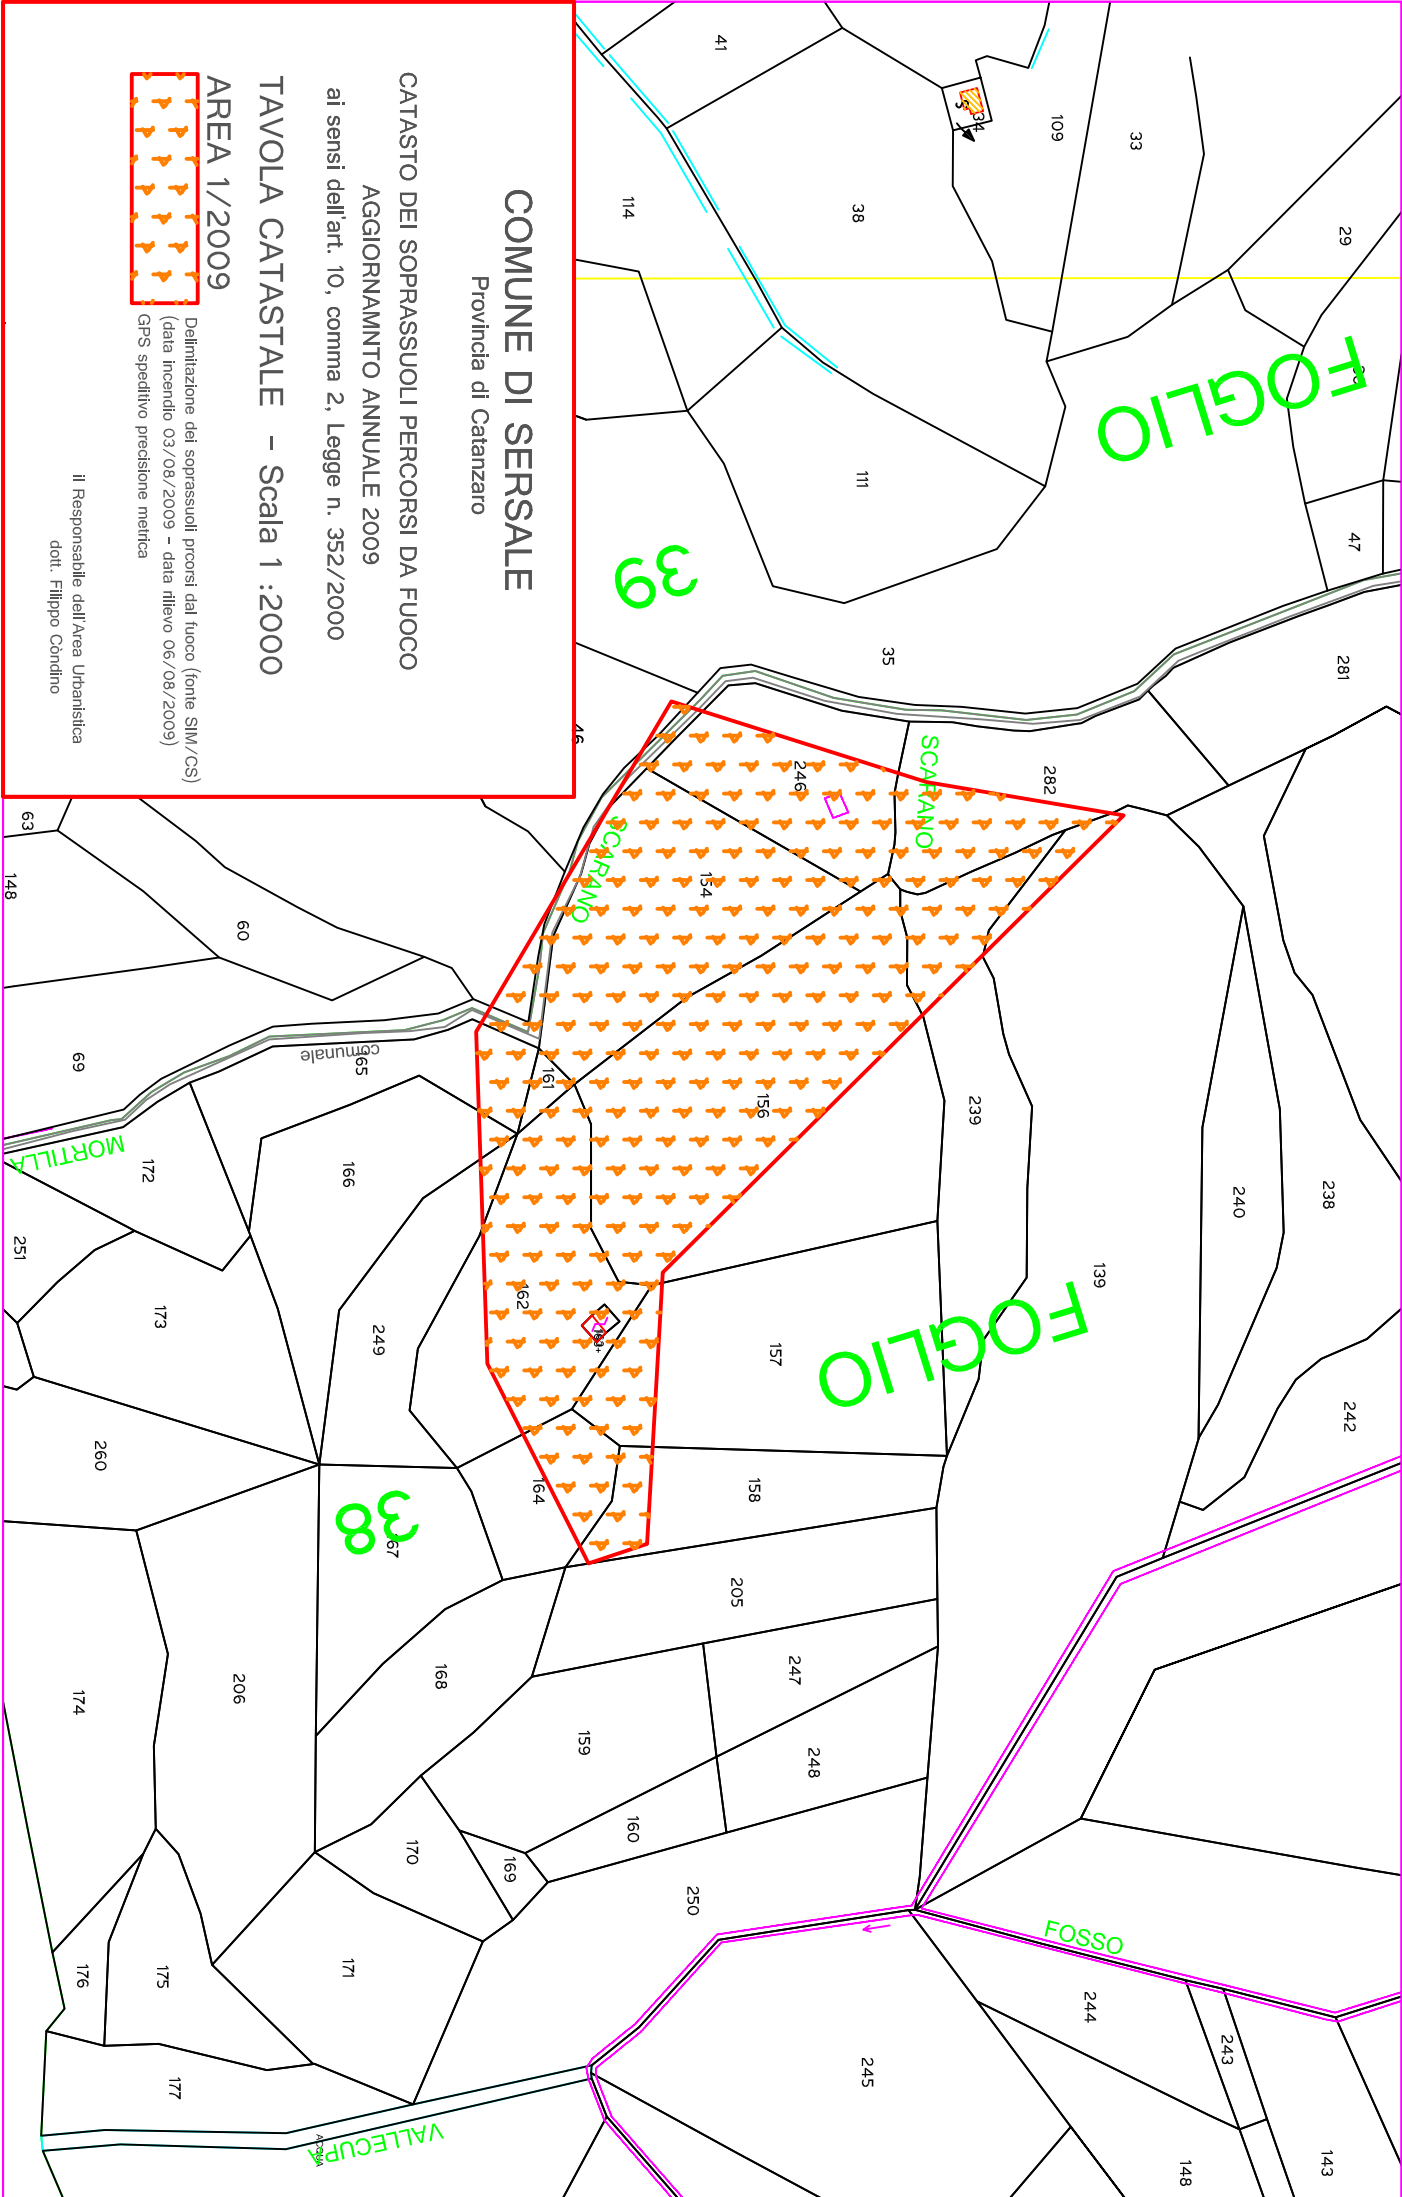 COMUNE DI SERSALE
Provincia di Catanzaro
CATASTO DEI SOPRASSUOLI PERCORSI DA FUOCO
AGGIORNAMNTO ANNUALE 2009
ai sensi dell'art. 10, comma 2, Legge n. 352/2000
TAVOLA CATASTALE - Scala 1 :2000
AREA 1/2009
Delimitazione dei soprassuoli prcorsi dal fuoco (fonte SIM/CS)
(data incendio 03/08/2009 - data rilievo 06/08/2009)
GPS speditivo precisione metrica
il Responsabile dell'Area Urbanistica
dott. Filippo Còndino
41
34
109
33
29
114
38
FOGLIO
39
111
47
35
281
46
246
SCARANO
282
SCARANO
154
63
148
60
69
comunale
165
161
156
239
240
238
MORTILLA
172
166
251
173
249
162
157
139
FOGLIO
242
260
38
167
164
158
205
174
206
168
159
247
248
160
170
169
250
171
FOSSO
176
175
177
244
243
245
VALLECUPA
ACQUA
148
143